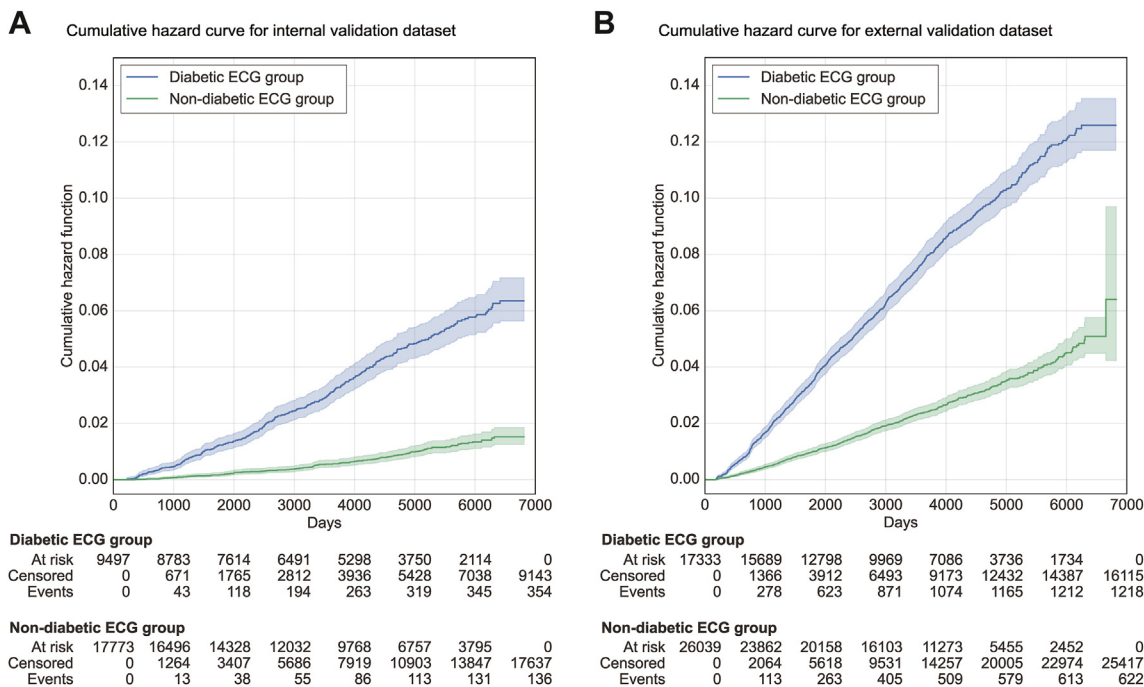 A Cumulative hazard curve for internal validation dataset
Diabetic ECG group
Non-diabetic ECG group
Cumulative hazard function
0.14
0.12
0.10
0.08
0.06
0.04
0.02
0.00
0 1000 2000 3000 4000 5000 6000 7000
Days
Diabetic ECG group
At risk 9497 8783 7614 6491 5298 3750 2114 0
Censored 0 671 1765 2812 3936 5428 7038 9143
Events 0 43 118 194 263 319 345 354
Non-diabetic ECG group
At risk 17773 16496 14328 12032 9768 6757 3795 0
Censored 0 1264 3407 5686 7919 10903 13847 17637
Events 0 13 38 55 86 113 131 136
B Cumulative hazard curve for external validation dataset
Diabetic ECG group
Non-diabetic ECG group
Cumulative hazard function
0.14
0.12
0.10
0.08
0.06
0.04
0.02
0.00
0 1000 2000 3000 4000 5000 6000 7000
Days
Diabetic ECG group
At risk 17333 15689 12798 9969 7086 3736 1734 0
Censored 0 1366 3912 6493 9173 12432 14387 16115
Events 0 278 623 871 1074 1165 1212 1218
Non-diabetic ECG group
At risk 26039 23862 20158 16103 11273 5455 2452 0
Censored 0 2064 5618 9531 14257 20005 22974 25417
Events 0 113 263 405 509 579 613 622